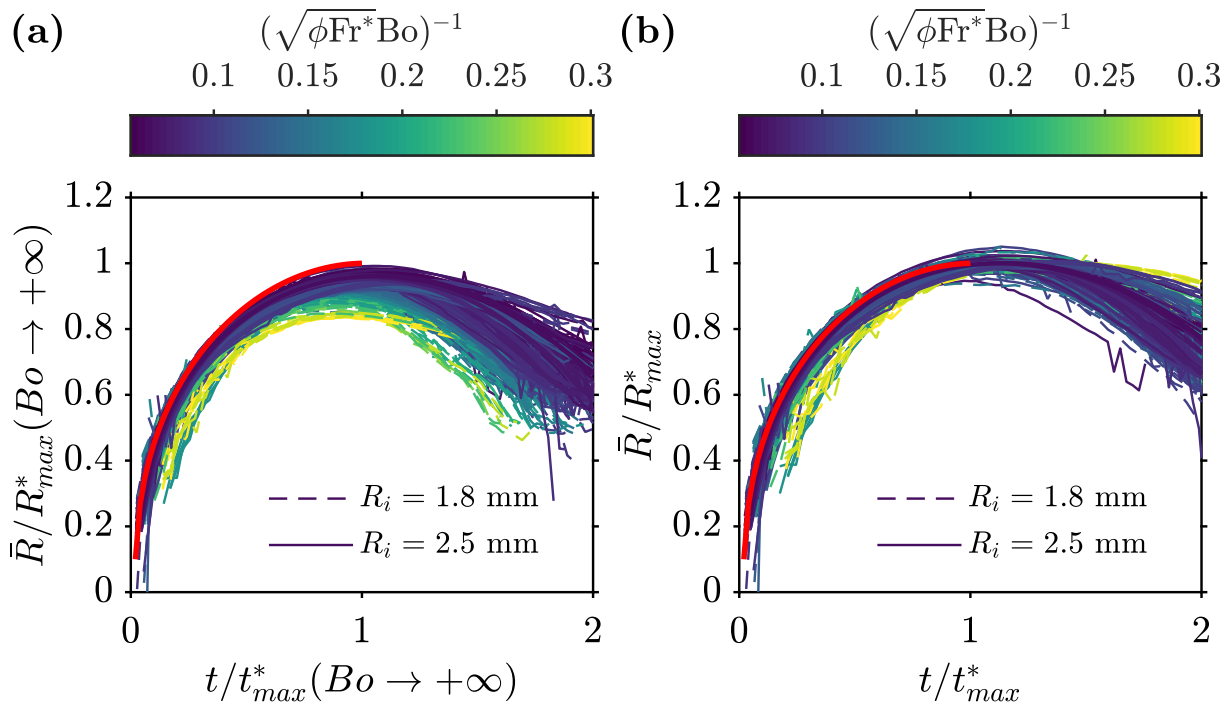 (a)
(√ϕFr*Bo)⁻¹
0.1 0.15 0.2 0.25 0.3
1.2
1
0.8
0.6
0.4
0.2
0
R̄/R*max(Bo → +∞)
R_i = 1.8 mm
R_i = 2.5 mm
0 1 2
t/t*max(Bo → +∞)
(b)
(√ϕFr*Bo)⁻¹
0.1 0.15 0.2 0.25 0.3
1.2
1
0.8
0.6
0.4
0.2
0
R̄/R*max
R_i = 1.8 mm
R_i = 2.5 mm
0 1 2
t/t*max